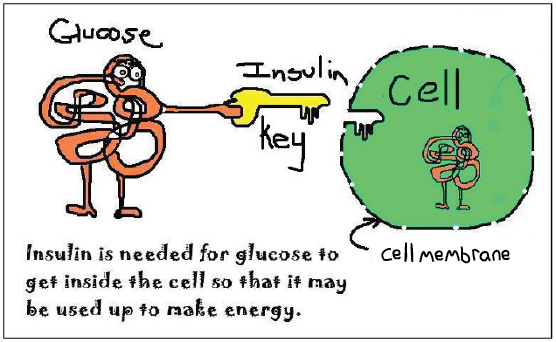 Glucose
Insulin
Key
Cell
Cell membrane
Insulin is needed for glucose to
get inside the cell so that it may
be used up to make energy.